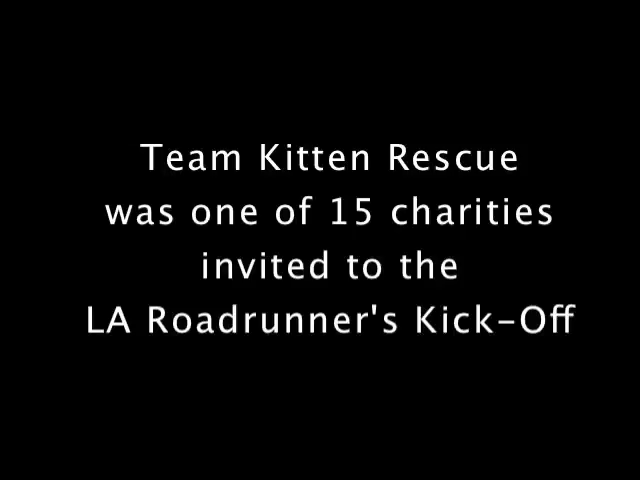 Team Kitten Rescue
was one of 15 charities
invited to the
LA Roadrunner's Kick-Off